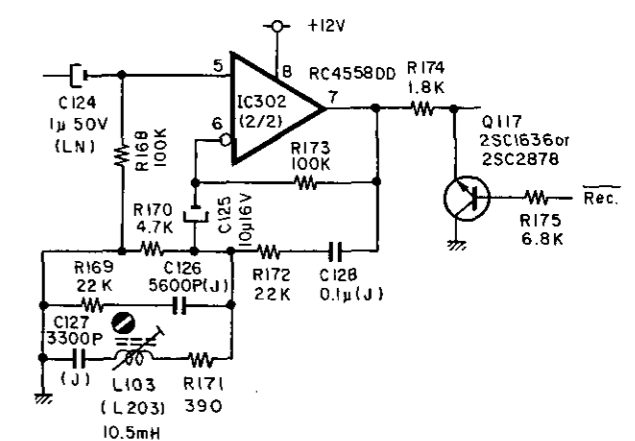 +12V
5
8
RC4558DD
R174
1.8K
C124
1μ 50V
(LN)
IC302
(2/2)
7
6
Q117
2SC1636 or
2SC2878
R168
100K
R173
100K
R170
4.7K
C125
10μ16V
Rec.
R175
6.8K
R169
22K
C126
5600P(J)
R172
22K
C128
0.1μ(J)
C127
3300P
(J)
L103
(L203)
10.5mH
R171
390